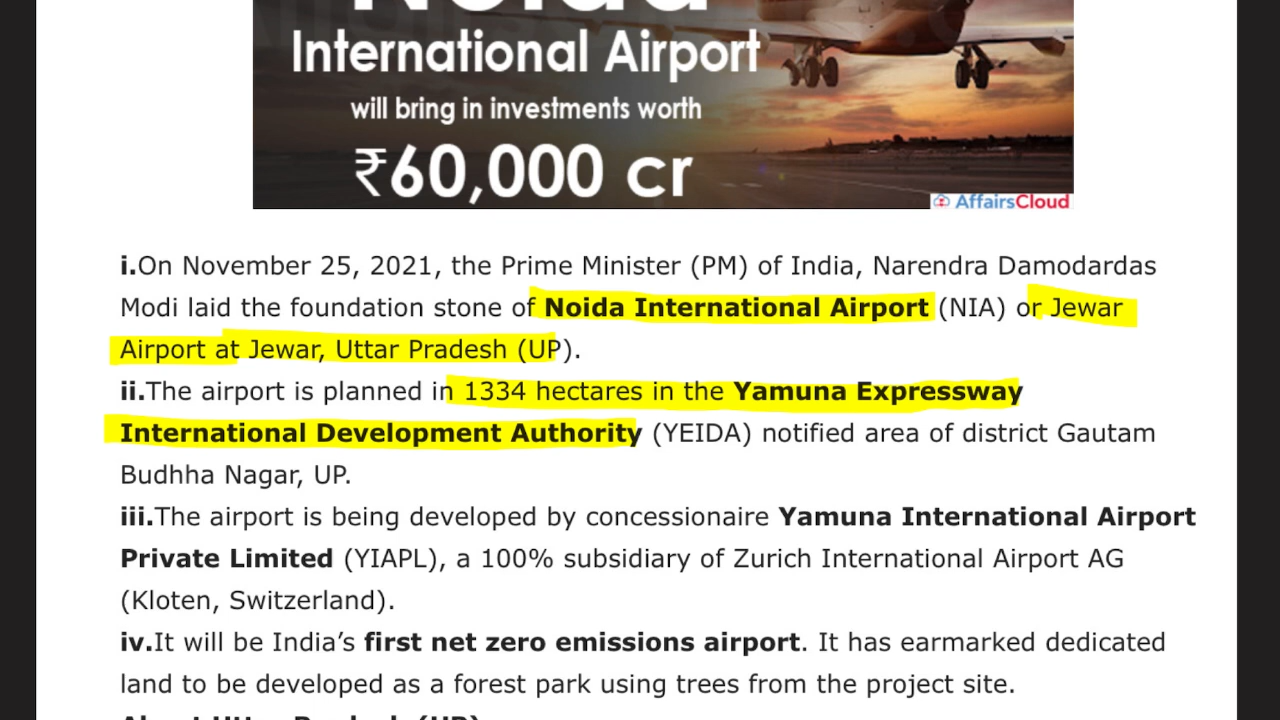 Noida
International Airport
will bring in investments worth
₹60,000 cr
AffairsCloud
i.On November 25, 2021, the Prime Minister (PM) of India, Narendra Damodardas
Modi laid the foundation stone of Noida International Airport (NIA) or Jewar
Airport at Jewar, Uttar Pradesh (UP).
ii.The airport is planned in 1334 hectares in the Yamuna Expressway
International Development Authority (YEIDA) notified area of district Gautam
Budhha Nagar, UP.
iii.The airport is being developed by concessionaire Yamuna International Airport
Private Limited (YIAPL), a 100% subsidiary of Zurich International Airport AG
(Kloten, Switzerland).
iv.It will be India’s first net zero emissions airport. It has earmarked dedicated
land to be developed as a forest park using trees from the project site.
About Uttar Pradesh (UP)